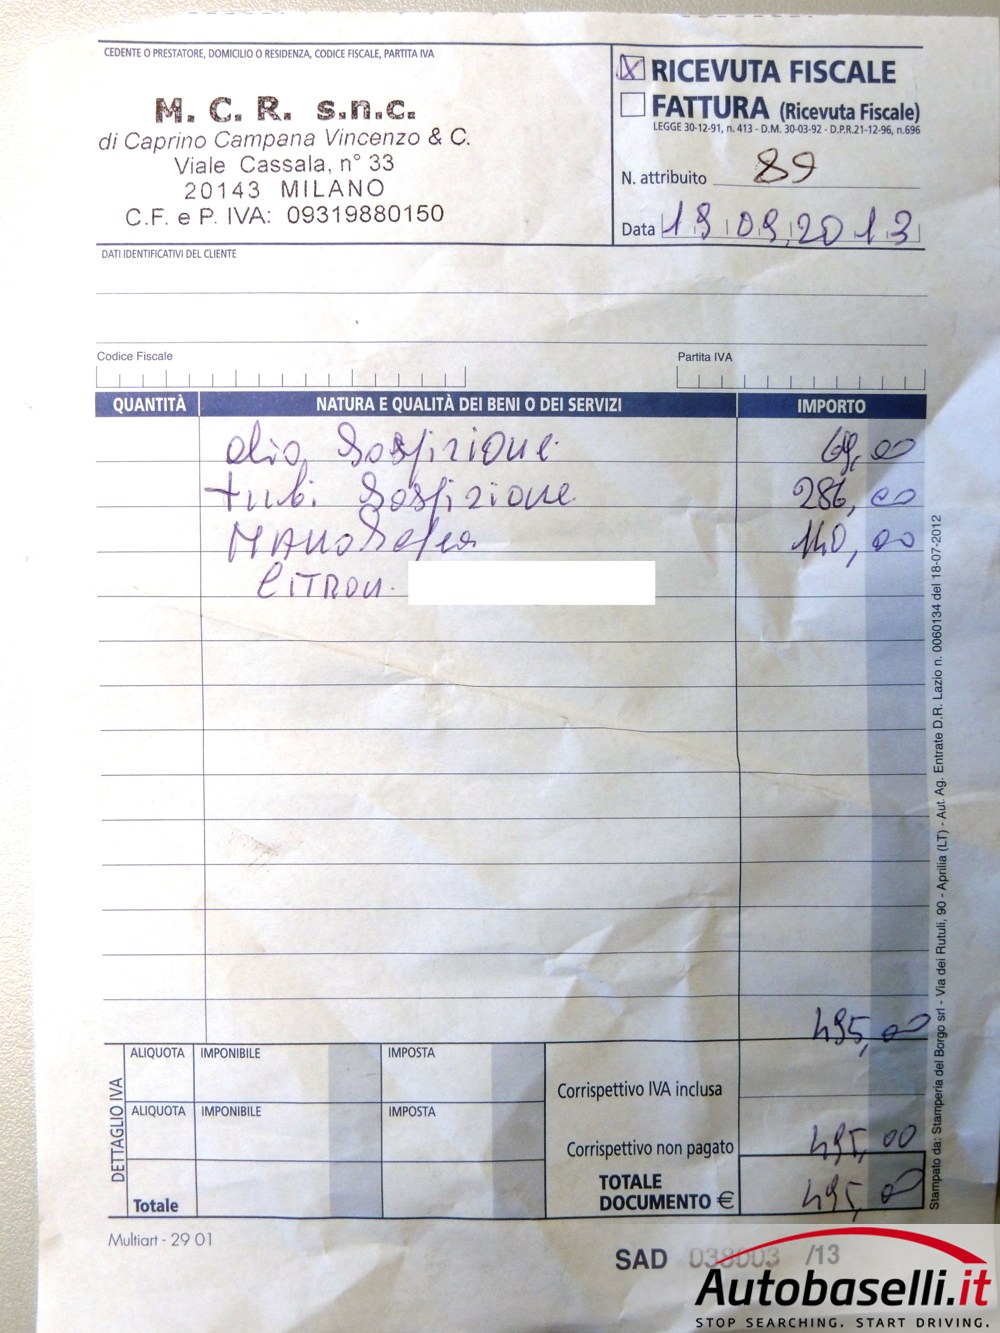 CEDENTE O PRESTATORE, DOMICILIO O RESIDENZA, CODICE FISCALE, PARTITA IVA
M. C. R. s.n.c.
di Caprino Campana Vincenzo & C.
Viale Cassala, n° 33
20143 MILANO
C.F. e P. IVA: 09319880150
X RICEVUTA FISCALE
FATTURA (Ricevuta Fiscale)
LEGGE 30-12-91, n. 413 - D.M. 30-03-92 - D.P.R.21-12-96, n.696
N. attribuito 89
Data 19 09 2013
DATI IDENTIFICATIVI DEL CLIENTE
Codice Fiscale
Partita IVA
QUANTITÀ NATURA E QUALITÀ DEI BENI O DEI SERVIZI IMPORTO
olio Sospizione 69,00
tubi Sospizione 286,00
MANodopera 140,00
CiTROU.
495,00
DETTAGLIO IVA
ALIQUOTA IMPONIBILE IMPOSTA
ALIQUOTA IMPONIBILE IMPOSTA
Totale
Corrispettivo IVA inclusa
Corrispettivo non pagato 495,00
TOTALE
DOCUMENTO € 495,00
Stampato da: Stamperia del Borgo srl - Via dei Rutuli, 90 - Aprilia (LT) - Aut. Ag. Entrate D.R. Lazio n. 0060134 del 18-07-2012
Multiart - 29 01
SAD 038003 /13
Autobaselli.it
STOP SEARCHING. START DRIVING.